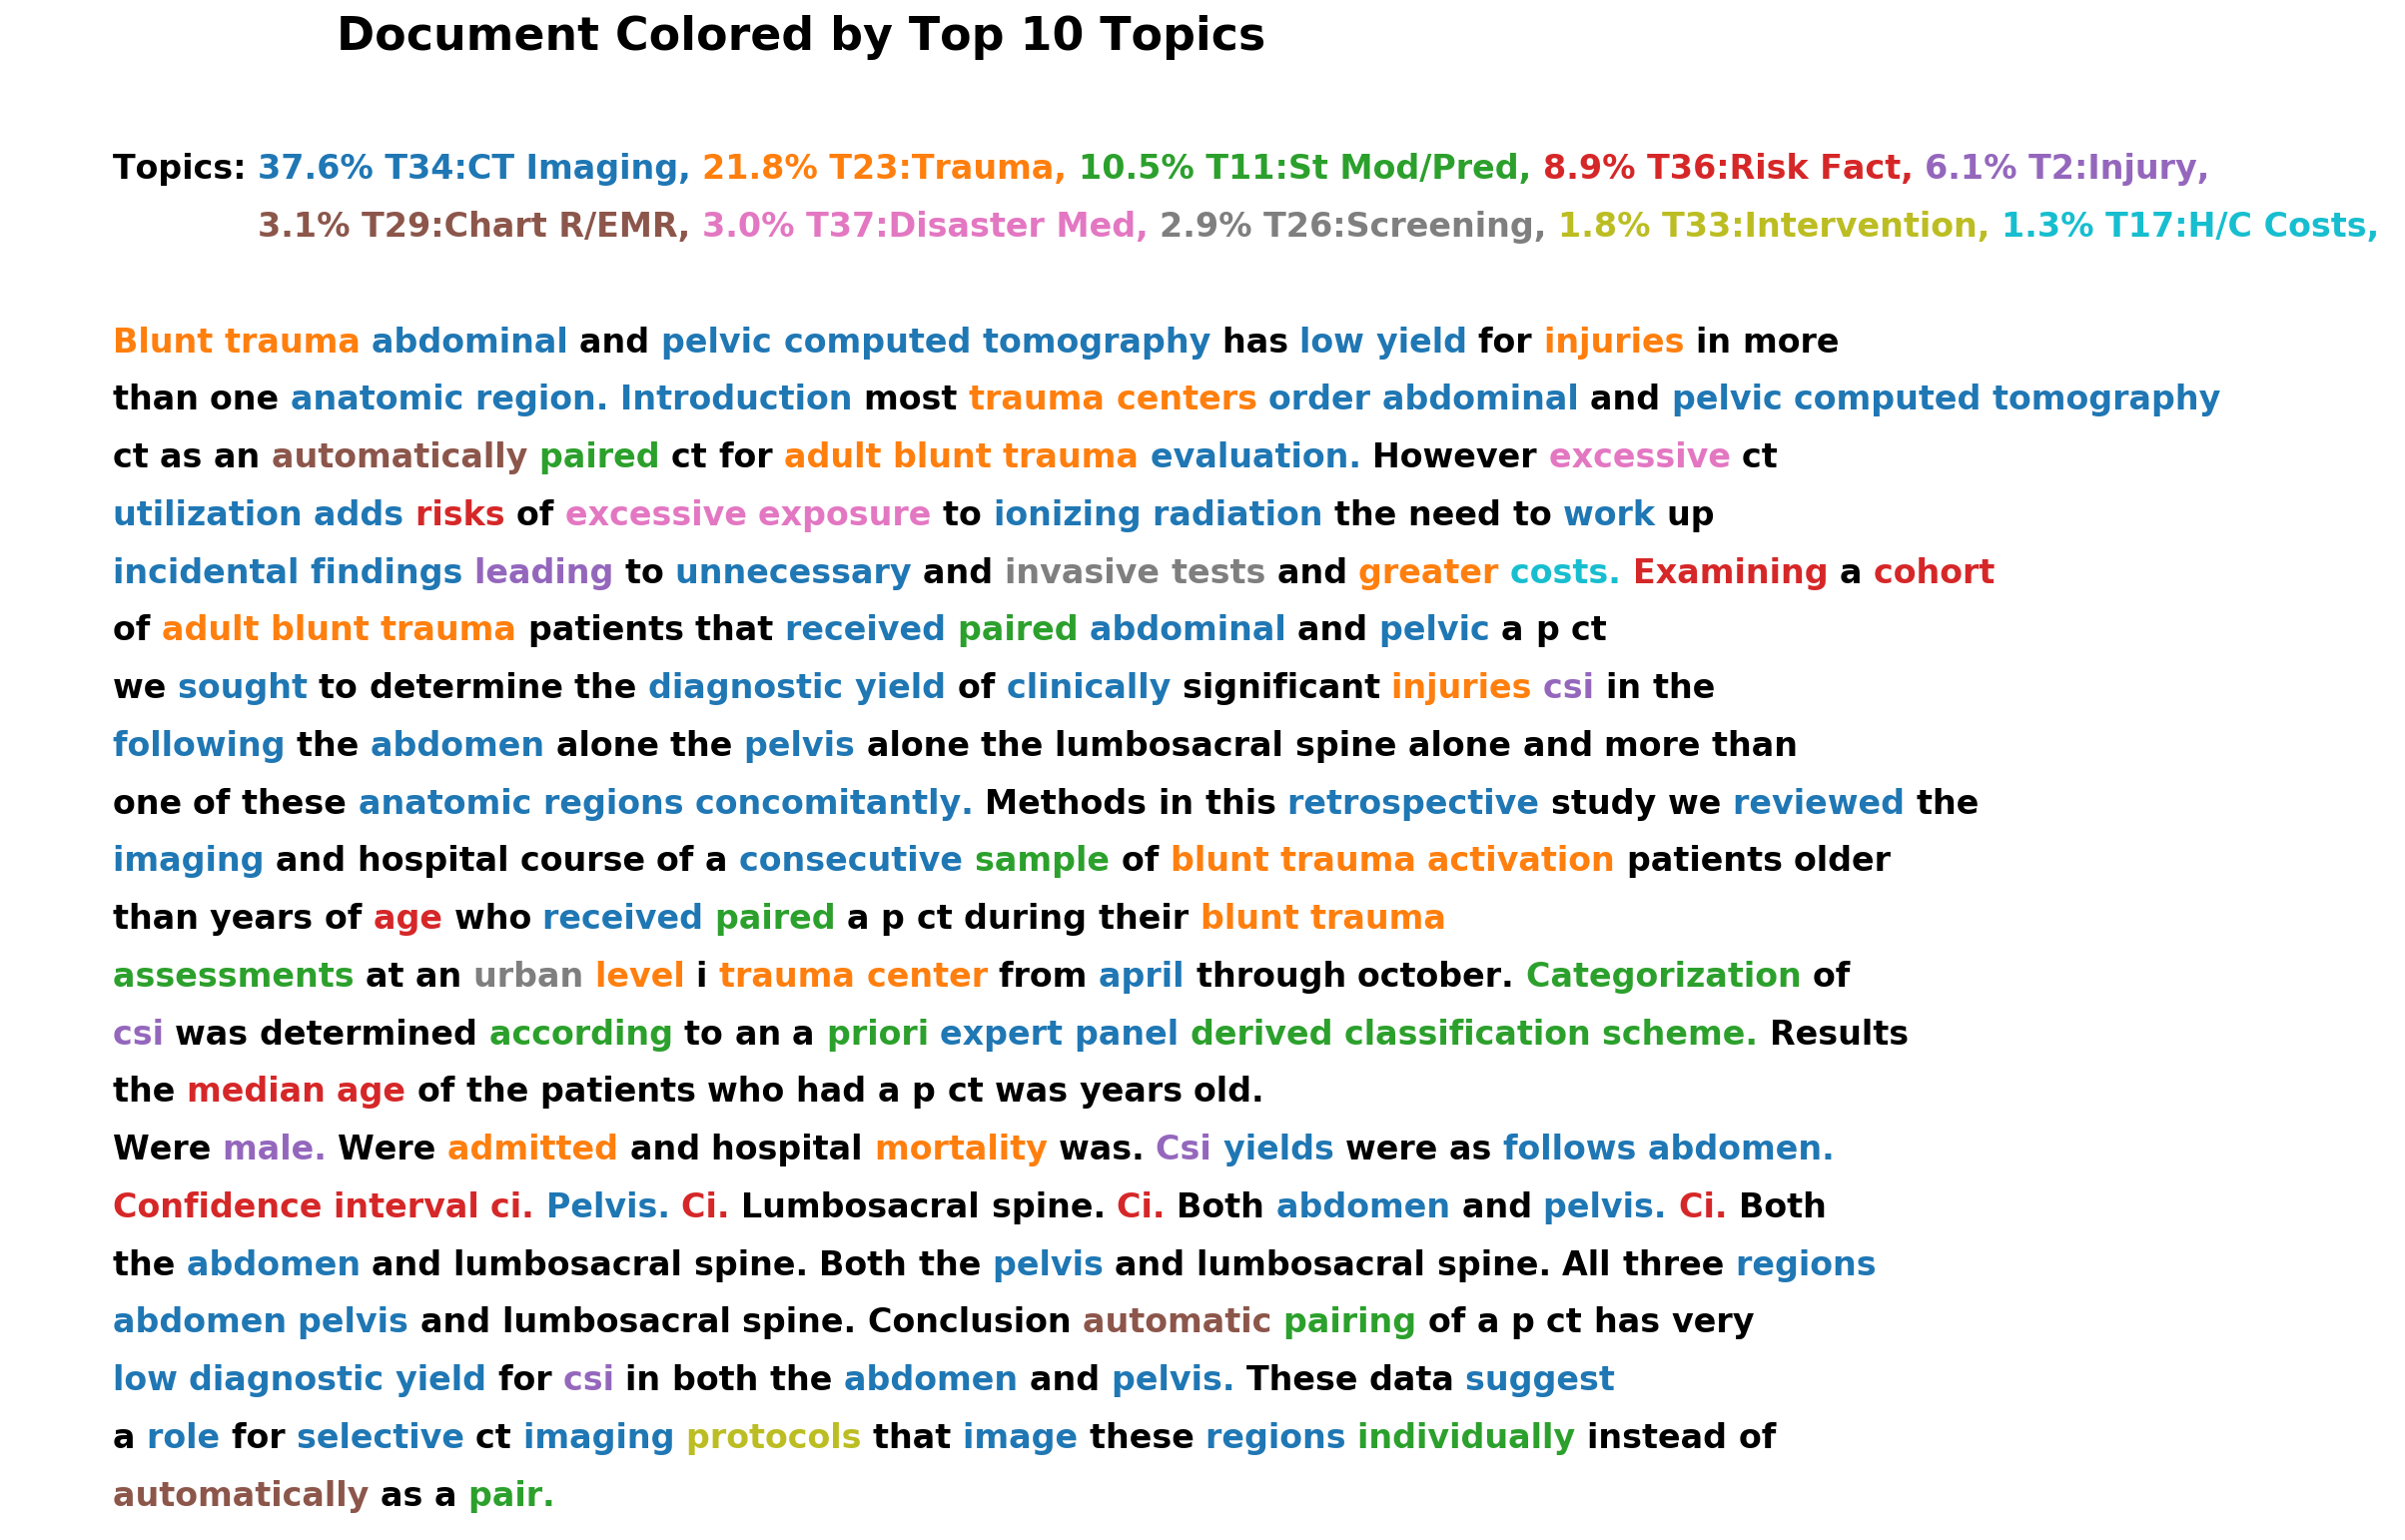 Document Colored by Top 10 Topics
Topics: 37.6% T34:CT Imaging, 21.8% T23:Trauma, 10.5% T11:St Mod/Pred, 8.9% T36:Risk Fact, 6.1% T2:Injury,
3.1% T29:Chart R/EMR, 3.0% T37:Disaster Med, 2.9% T26:Screening, 1.8% T33:Intervention, 1.3% T17:H/C Costs,
Blunt trauma abdominal and pelvic computed tomography has low yield for injuries in more
than one anatomic region. Introduction most trauma centers order abdominal and pelvic computed tomography
ct as an automatically paired ct for adult blunt trauma evaluation. However excessive ct
utilization adds risks of excessive exposure to ionizing radiation the need to work up
incidental findings leading to unnecessary and invasive tests and greater costs. Examining a cohort
of adult blunt trauma patients that received paired abdominal and pelvic a p ct
we sought to determine the diagnostic yield of clinically significant injuries csi in the
following the abdomen alone the pelvis alone the lumbosacral spine alone and more than
one of these anatomic regions concomitantly. Methods in this retrospective study we reviewed the
imaging and hospital course of a consecutive sample of blunt trauma activation patients older
than years of age who received paired a p ct during their blunt trauma
assessments at an urban level i trauma center from april through october. Categorization of
csi was determined according to an a priori expert panel derived classification scheme. Results
the median age of the patients who had a p ct was years old.
Were male. Were admitted and hospital mortality was. Csi yields were as follows abdomen.
Confidence interval ci. Pelvis. Ci. Lumbosacral spine. Ci. Both abdomen and pelvis. Ci. Both
the abdomen and lumbosacral spine. Both the pelvis and lumbosacral spine. All three regions
abdomen pelvis and lumbosacral spine. Conclusion automatic pairing of a p ct has very
low diagnostic yield for csi in both the abdomen and pelvis. These data suggest
a role for selective ct imaging protocols that image these regions individually instead of
automatically as a pair.